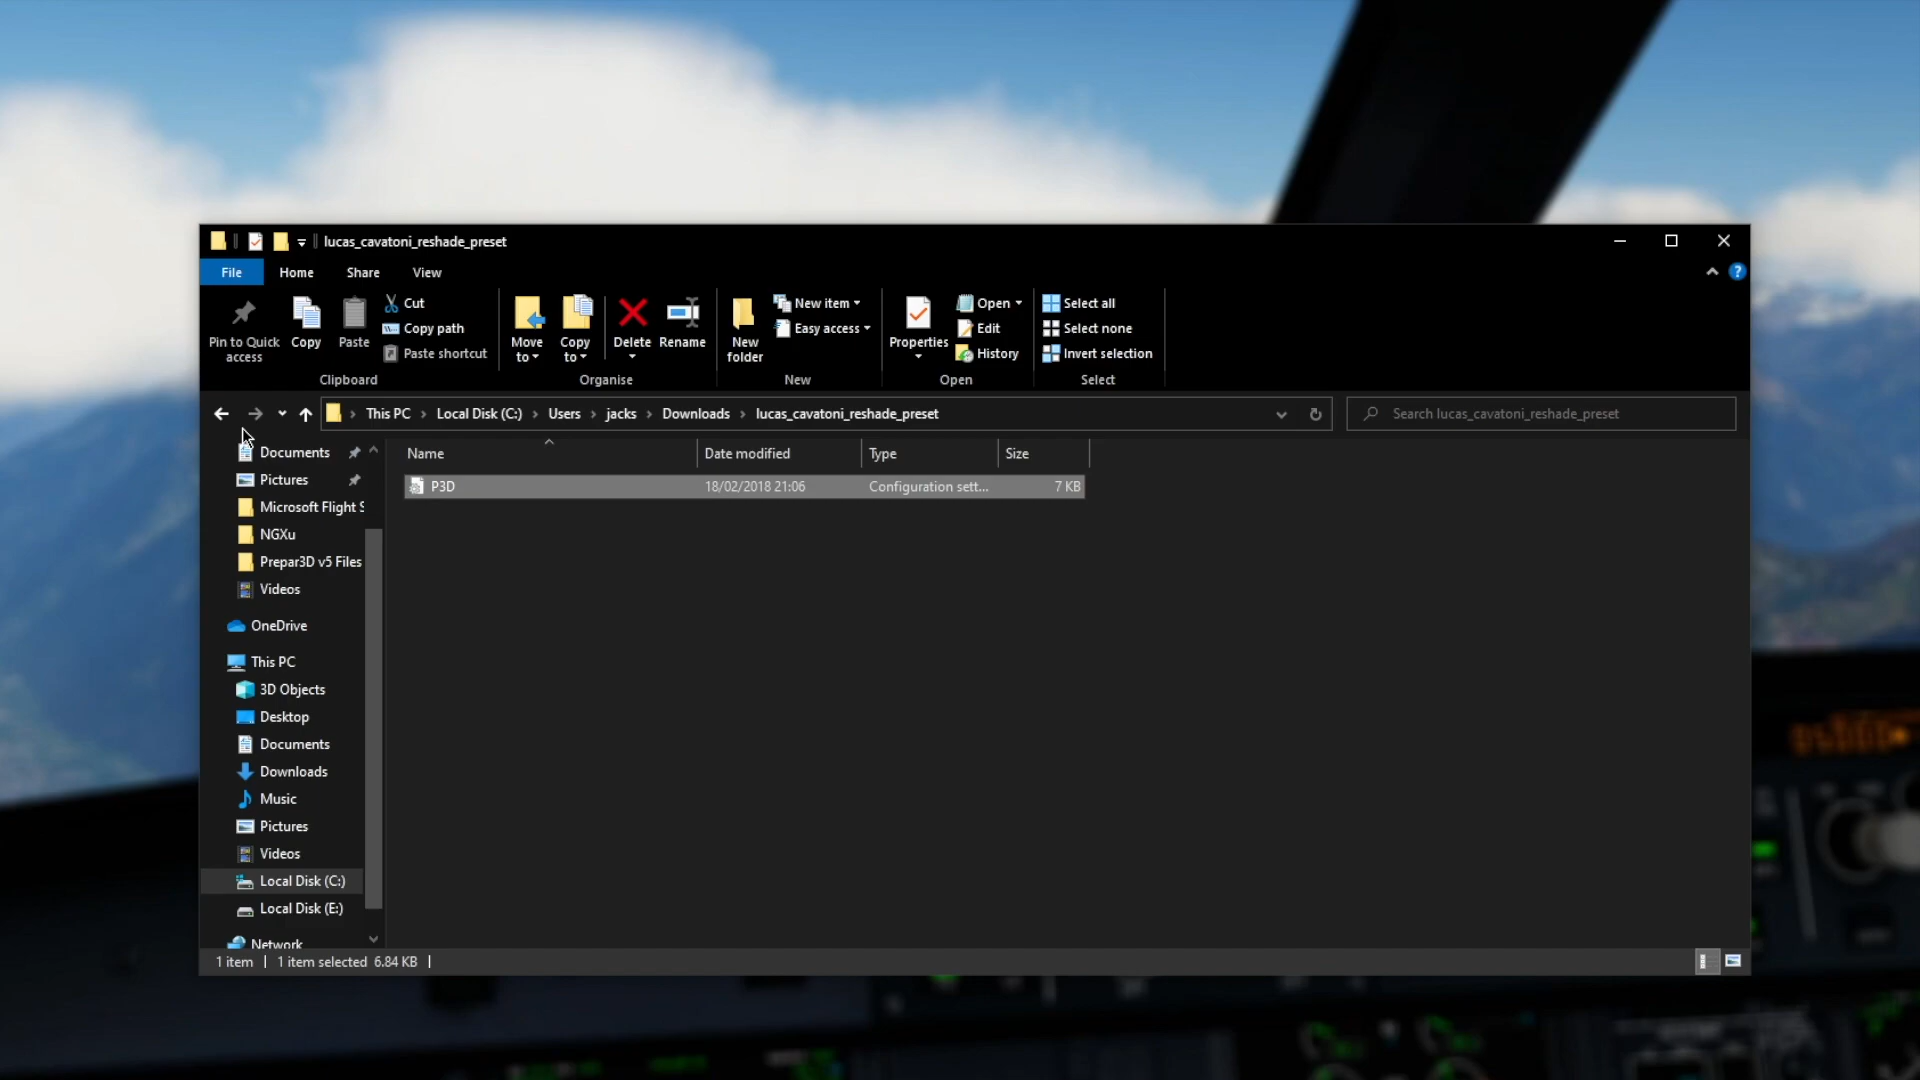 lucas_cavatoni_reshade_preset
File Home Share View
Pin to Quick access
Copy
Paste
Cut
Copy path
Paste shortcut
Clipboard
Move to
Copy to
Delete
Rename
Organise
New folder
New item
Easy access
New
Properties
Open
Edit
History
Open
Select all
Select none
Invert selection
Select
This PC > Local Disk (C:) > Users > jacks > Downloads > lucas_cavatoni_reshade_preset
Search lucas_cavatoni_reshade_preset
Name Date modified Type Size
P3D 18/02/2018 21:06 Configuration sett... 7 KB
Documents
Pictures
Microsoft Flight S
NGXu
Prepar3D v5 Files
Videos
OneDrive
This PC
3D Objects
Desktop
Documents
Downloads
Music
Pictures
Videos
Local Disk (C:)
Local Disk (E:)
Network
1 item 1 item selected 6.84 KB